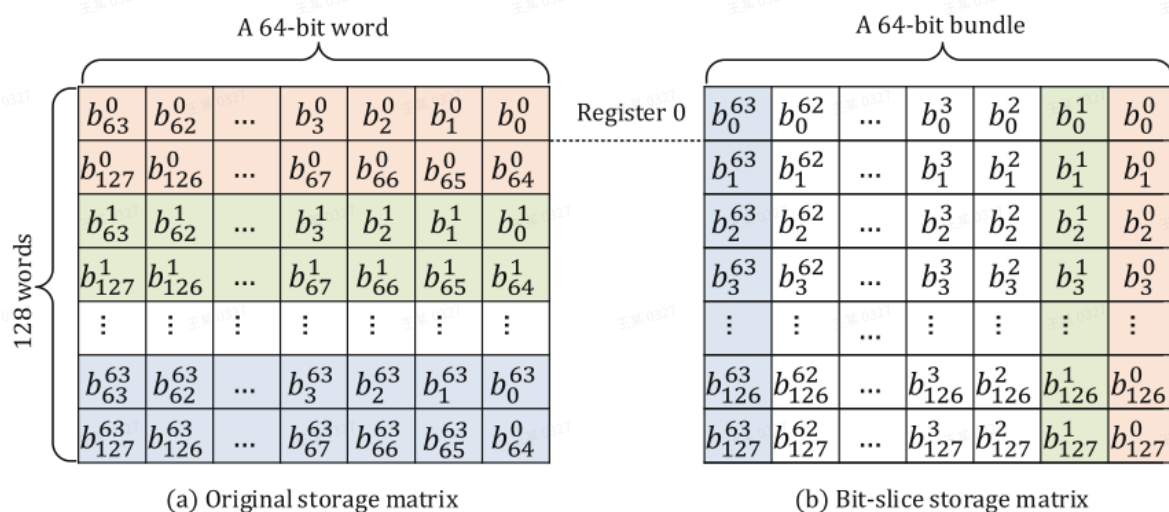 A 64-bit word
A 64-bit bundle
128 words
Register 0
b_{63}^{0} b_{62}^{0} ... b_{3}^{0} b_{2}^{0} b_{1}^{0} b_{0}^{0}
b_{127}^{0} b_{126}^{0} ... b_{67}^{0} b_{66}^{0} b_{65}^{0} b_{64}^{0}
b_{63}^{1} b_{62}^{1} ... b_{3}^{1} b_{2}^{1} b_{1}^{1} b_{0}^{1}
b_{127}^{1} b_{126}^{1} ... b_{67}^{1} b_{66}^{1} b_{65}^{1} b_{64}^{1}
⋮ ⋮ ... ⋮ ⋮ ⋮ ⋮
b_{63}^{63} b_{62}^{63} ... b_{3}^{63} b_{2}^{63} b_{1}^{63} b_{0}^{63}
b_{127}^{63} b_{126}^{63} ... b_{67}^{63} b_{66}^{63} b_{65}^{63} b_{64}^{0}
(a) Original storage matrix
b_{0}^{63} b_{0}^{62} ... b_{0}^{3} b_{0}^{2} b_{0}^{1} b_{0}^{0}
b_{1}^{63} b_{1}^{62} ... b_{1}^{3} b_{1}^{2} b_{1}^{1} b_{1}^{0}
b_{2}^{63} b_{2}^{62} ... b_{2}^{3} b_{2}^{2} b_{2}^{1} b_{2}^{0}
b_{3}^{63} b_{3}^{62} ... b_{3}^{3} b_{3}^{2} b_{3}^{1} b_{3}^{0}
⋮ ⋮ ... ⋮ ⋮ ⋮ ⋮
b_{126}^{63} b_{126}^{62} ... b_{126}^{3} b_{126}^{2} b_{126}^{1} b_{126}^{0}
b_{127}^{63} b_{127}^{62} ... b_{127}^{3} b_{127}^{2} b_{127}^{1} b_{127}^{0}
(b) Bit-slice storage matrix
王某 0327